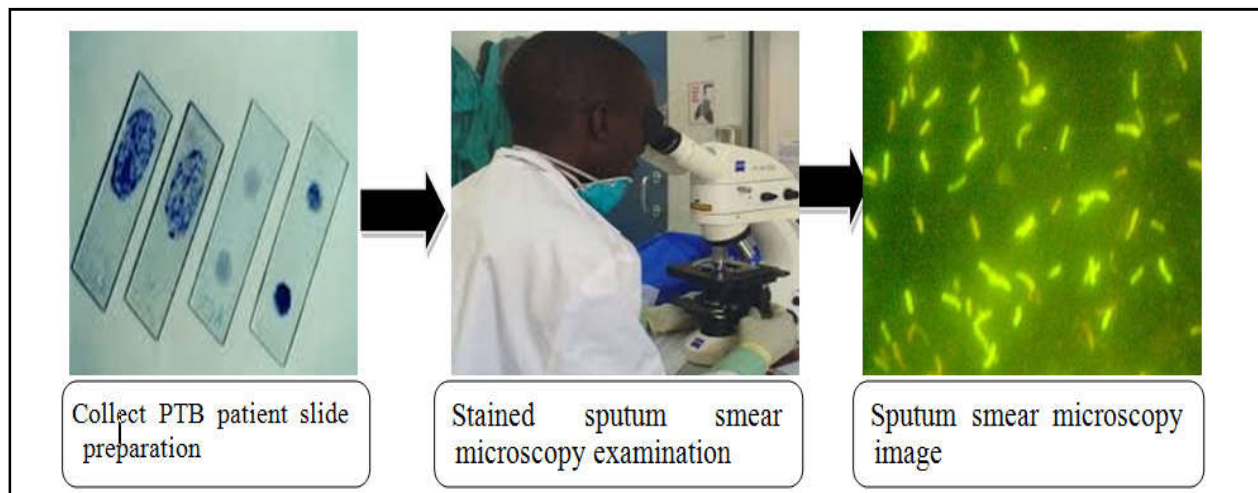 Collect PTB patient slide
preparation
Stained sputum smear
microscopy examination
Sputum smear microscopy
image